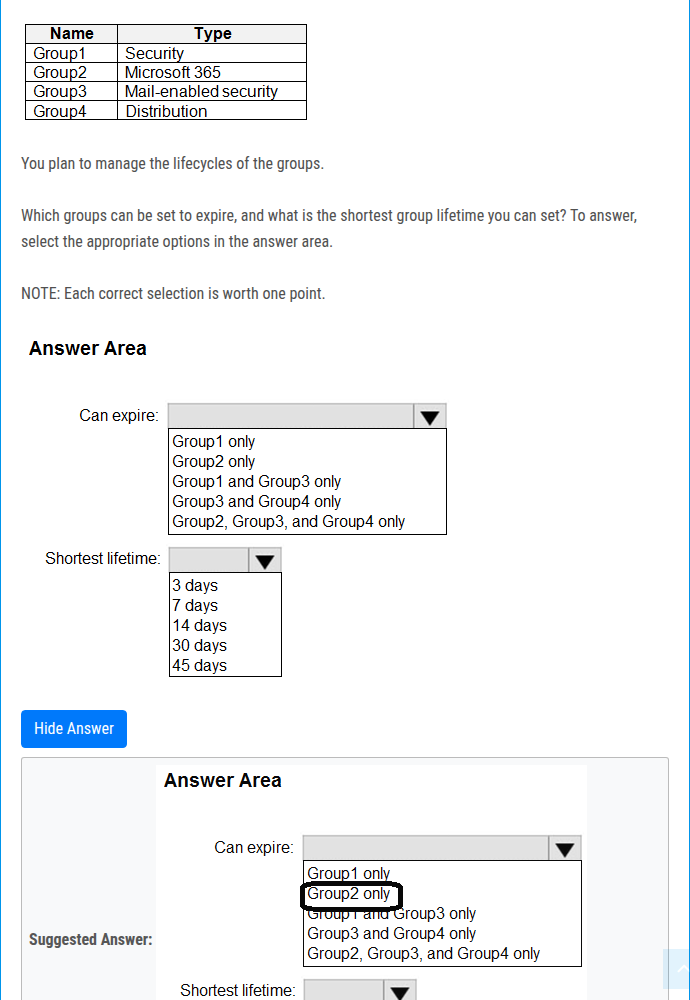 Name Type
Group1 Security
Group2 Microsoft 365
Group3 Mail-enabled security
Group4 Distribution
You plan to manage the lifecycles of the groups.
Which groups can be set to expire, and what is the shortest group lifetime you can set? To answer,
select the appropriate options in the answer area.
NOTE: Each correct selection is worth one point.
Answer Area
Can expire:
Group1 only
Group2 only
Group1 and Group3 only
Group3 and Group4 only
Group2, Group3, and Group4 only
Shortest lifetime:
3 days
7 days
14 days
30 days
45 days
Hide Answer
Answer Area
Can expire:
Group1 only
Group2 only
Group1 and Group3 only
Suggested Answer: Group3 and Group4 only
Group2, Group3, and Group4 only
Shortest lifetime: